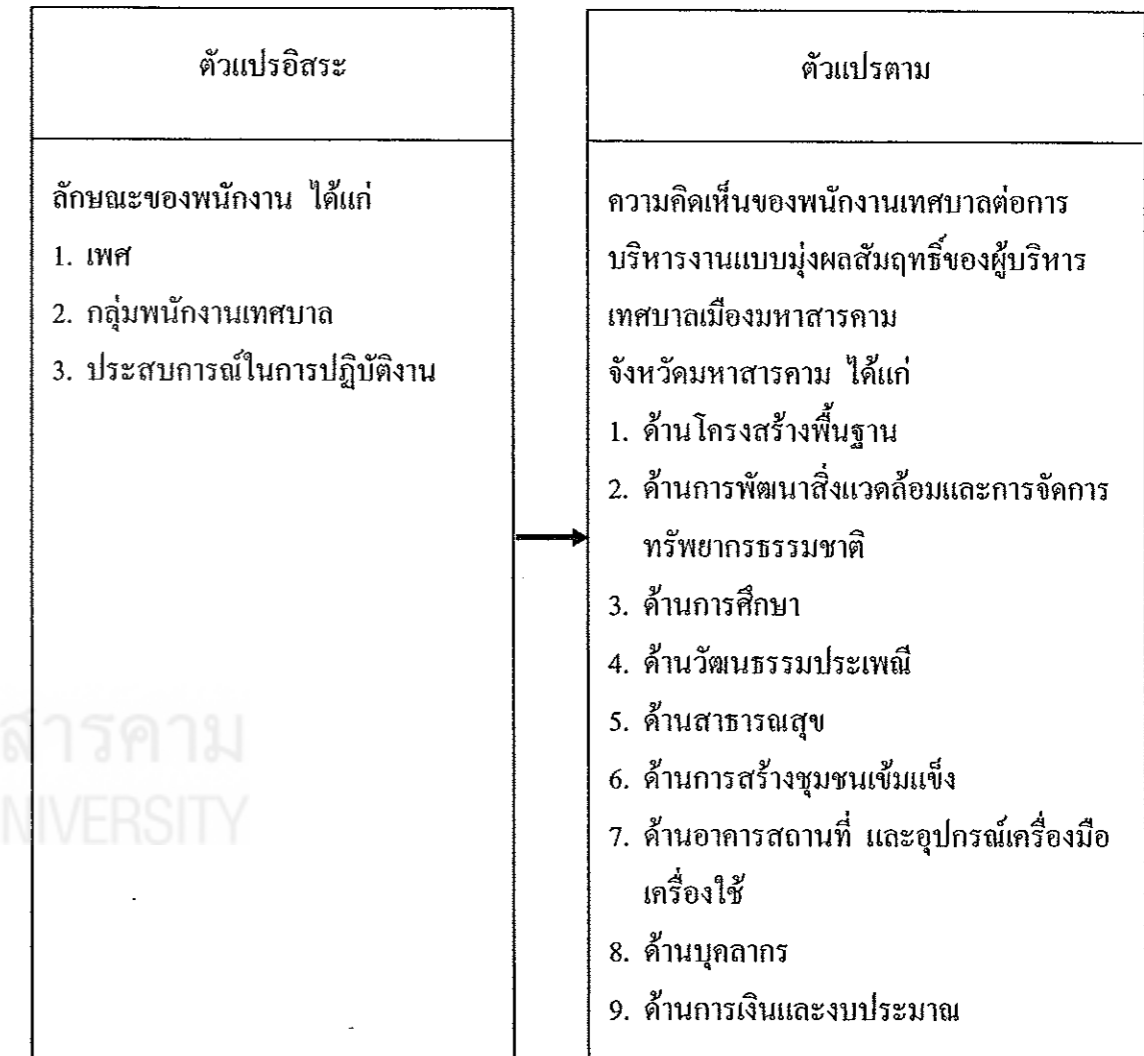 ตัวแปรอิสระ
ลักษณะของพนักงาน ได้แก่
1. เพศ
2. กลุ่มพนักงานเทศบาล
3. ประสบการณ์ในการปฏิบัติงาน
ตัวแปรตาม
ความคิดเห็นของพนักงานเทศบาลต่อการ
บริหารงานแบบมุ่งผลสัมฤทธิ์ของผู้บริหาร
เทศบาลเมืองมหาสารคาม
จังหวัดมหาสารคาม ได้แก่
1. ด้านโครงสร้างพื้นฐาน
2. ด้านการพัฒนาสิ่งแวดล้อมและการจัดการ
ทรัพยากรธรรมชาติ
3. ด้านการศึกษา
4. ด้านวัฒนธรรมประเพณี
5. ด้านสาธารณสุข
6. ด้านการสร้างชุมชนเข้มแข็ง
7. ด้านอาคารสถานที่ และอุปกรณ์เครื่องมือ
เครื่องใช้
8. ด้านบุคลากร
9. ด้านการเงินและงบประมาณ
สารคาม
NIVERSITY